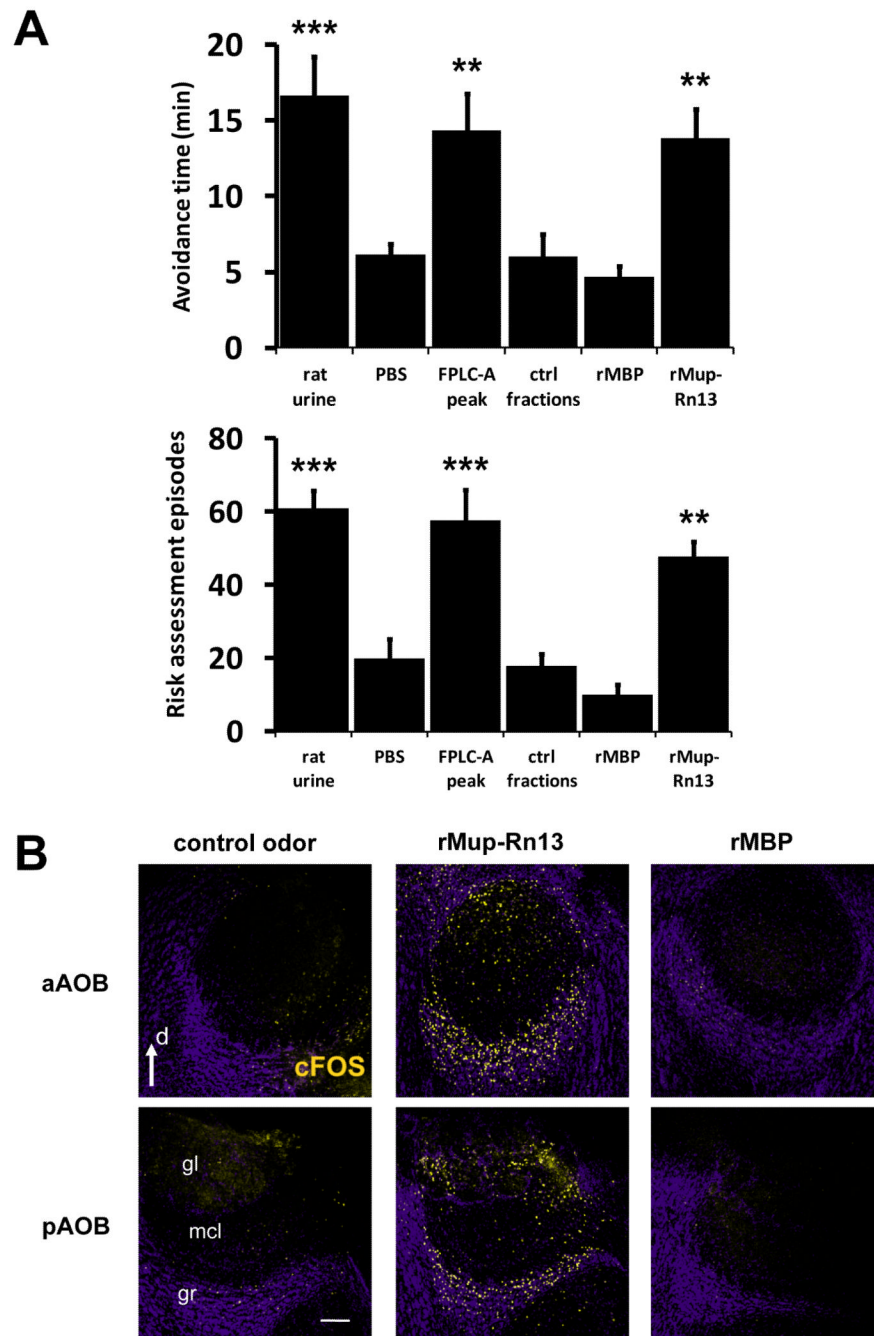 A
***
**
**
20
15
10
5
0
Avoidance time (min)
rat urine
PBS
FPLC-A peak
ctrl fractions
rMBP
rMup-Rn13
***
***
**
80
60
40
20
0
Risk assessment episodes
rat urine
PBS
FPLC-A peak
ctrl fractions
rMBP
rMup-Rn13
B
control odor
rMup-Rn13
rMBP
aAOB
d
cFOS
pAOB
gl
mcl
gr